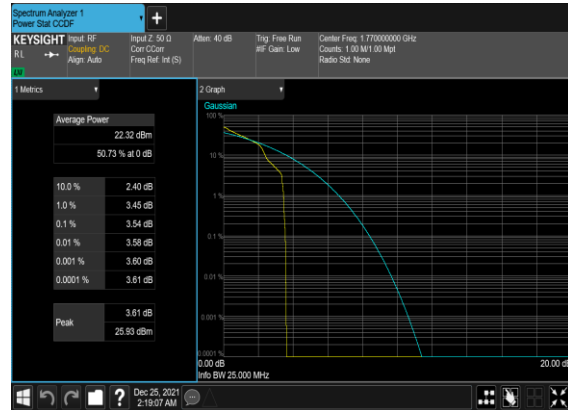 Spectrum Analyzer 1
Power Stat CCDF
+
KEYSIGHT
RL
LW
Input: RF
Coupling: DC
Align: Auto
Input Z: 50 Ω
Corr CCorr
Freq Ref: Int (S)
Atten: 40 dB
Trig: Free Run
#IF Gain: Low
Center Freq: 1.770000000 GHz
Counts: 1.00 M/1.00 Mpt
Radio Std: None
1 Metrics
Average Power
22.32 dBm
50.73 % at 0 dB
10.0 % 2.40 dB
1.0 % 3.45 dB
0.1 % 3.54 dB
0.01 % 3.58 dB
0.001 % 3.60 dB
0.0001 % 3.61 dB
Peak
3.61 dB
25.93 dBm
2 Graph
Gaussian
100 %
10 %
1 %
0.1 %
0.01 %
0.001 %
0.0001 %
0.00 dB
20.00 dB
Info BW 25.000 MHz
?
Dec 25, 2021
2:19:07 AM